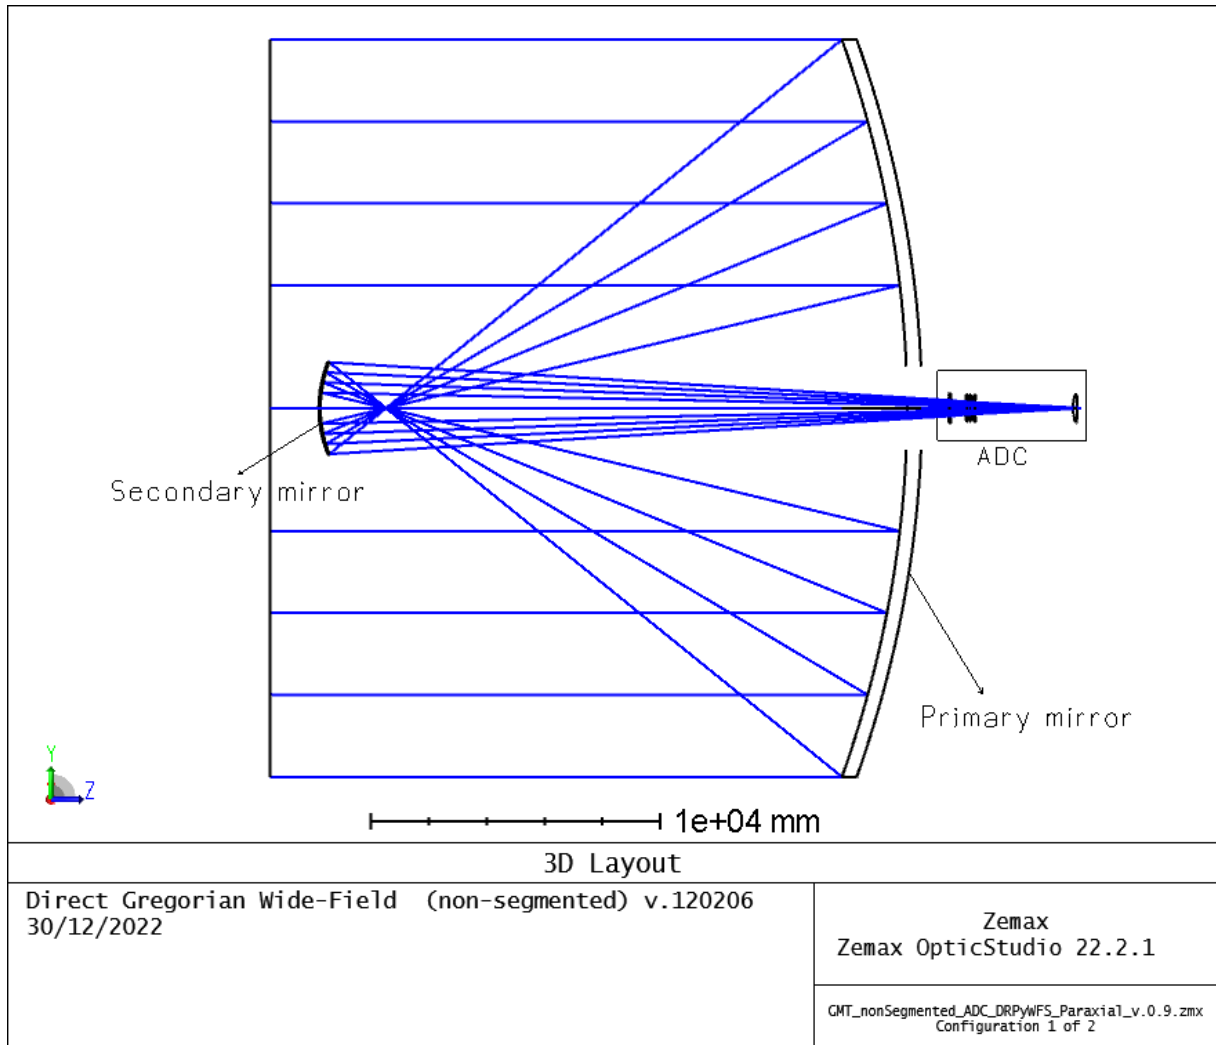 ADC
Secondary mirror
Primary mirror
Y
Z
1e+04 mm
3D Layout
Direct Gregorian Wide-Field  (non-segmented) v.120206
30/12/2022
Zemax
Zemax OpticStudio 22.2.1
GMT_nonSegmented_ADC_DRPyWFS_Paraxial_v.0.9.zmx
Configuration 1 of 2